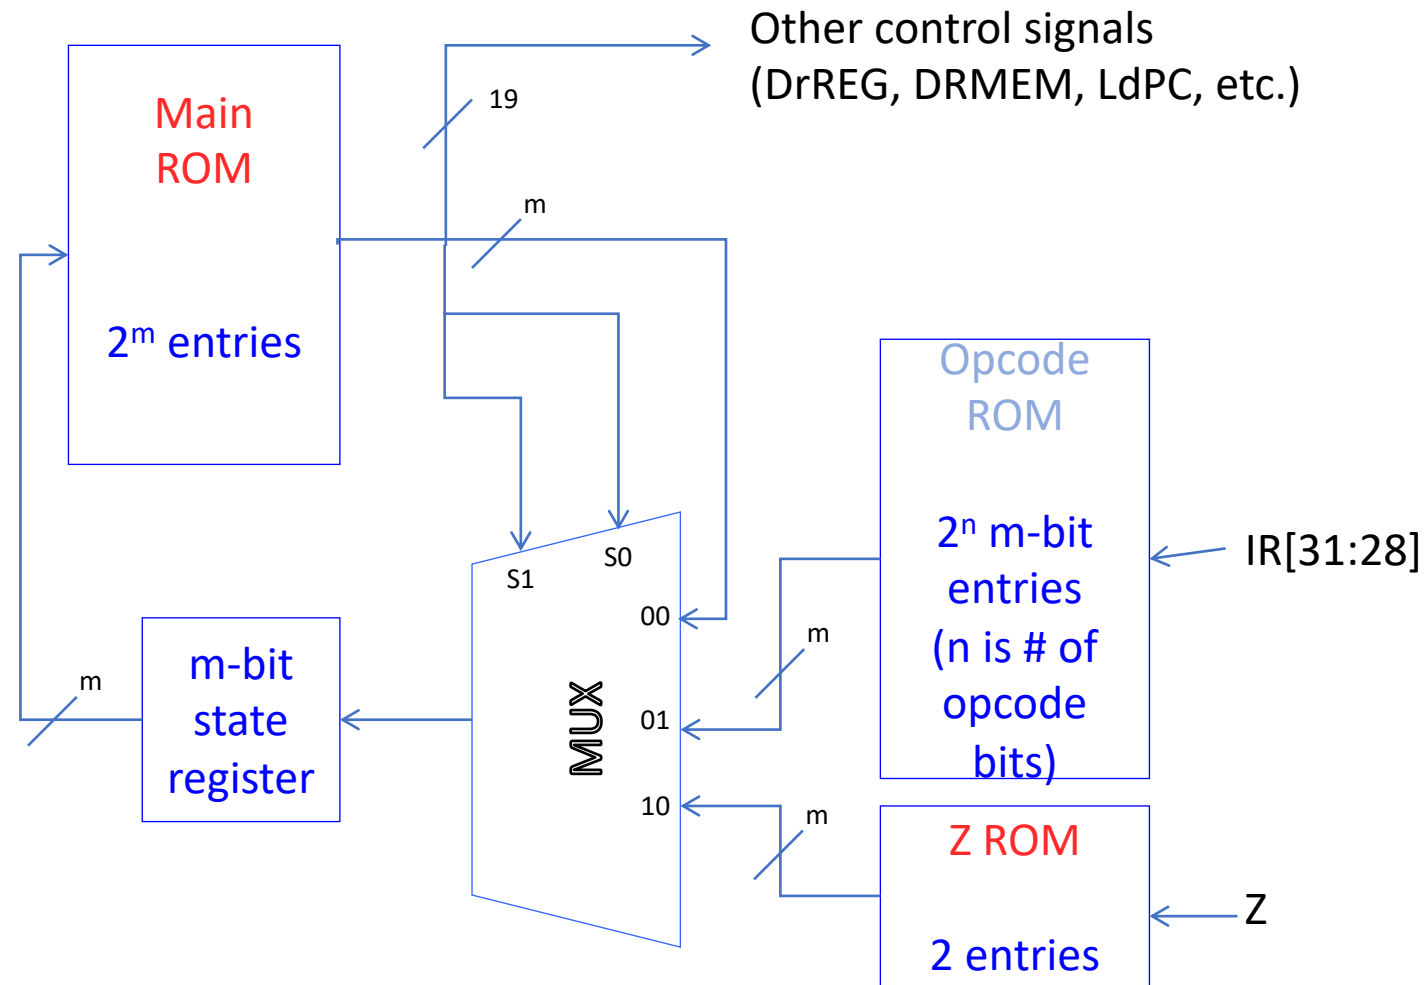 Other control signals
(DrREG, DRMEM, LdPC, etc.)
19
Main
ROM
m
2ᵐ entries
Opcode
ROM
2ⁿ m-bit
entries
(n is # of
opcode
bits)
IR[31:28]
S0
S1
00
m
01
MUX
10
m-bit
state
register
m
m
Z ROM
2 entries
Z